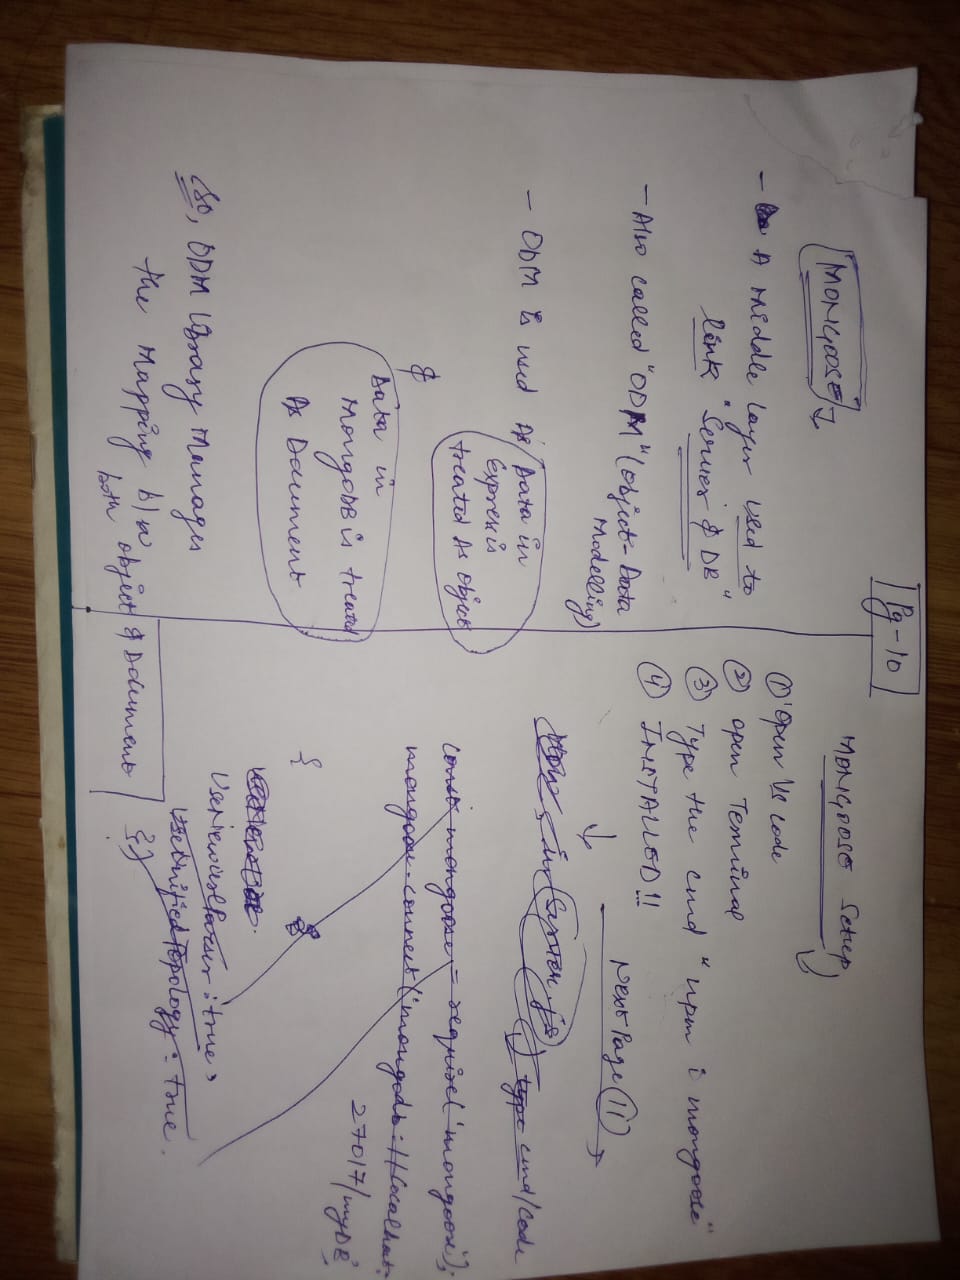 Pg-10
MONGOOSE
- A Middle Layer used to
link "Server & DB"
- Also called "ODM" (Object-Data
Modelling)
- ODM is used As Data in
Express is
treated As Object
&
Data in
MongoDB is treated
As Document
So, ODM Library Manages
the Mapping b/w
both object & Document
MONGOOSE Setup
① Open Vs code
② open Terminal
③ Type the cmd "npm i mongoose"
④ INSTALLED!!
Next Page 11
Now, in Server.js
type cmd/code
const mongoose = require('mongoose');
mongoose.connect('mongodb://localhost:
27017/myDB',
{
UseNewUrlParser : true,
UseUnifiedTopology : true.
})